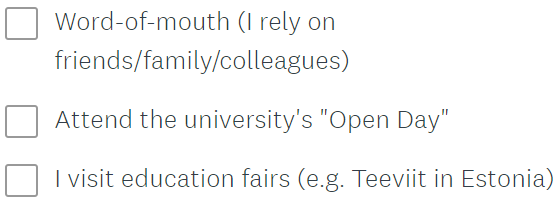 Word-of-mouth (I rely on
friends/family/colleagues)
Attend the university's "Open Day"
I visit education fairs (e.g. Teeviit in Estonia)